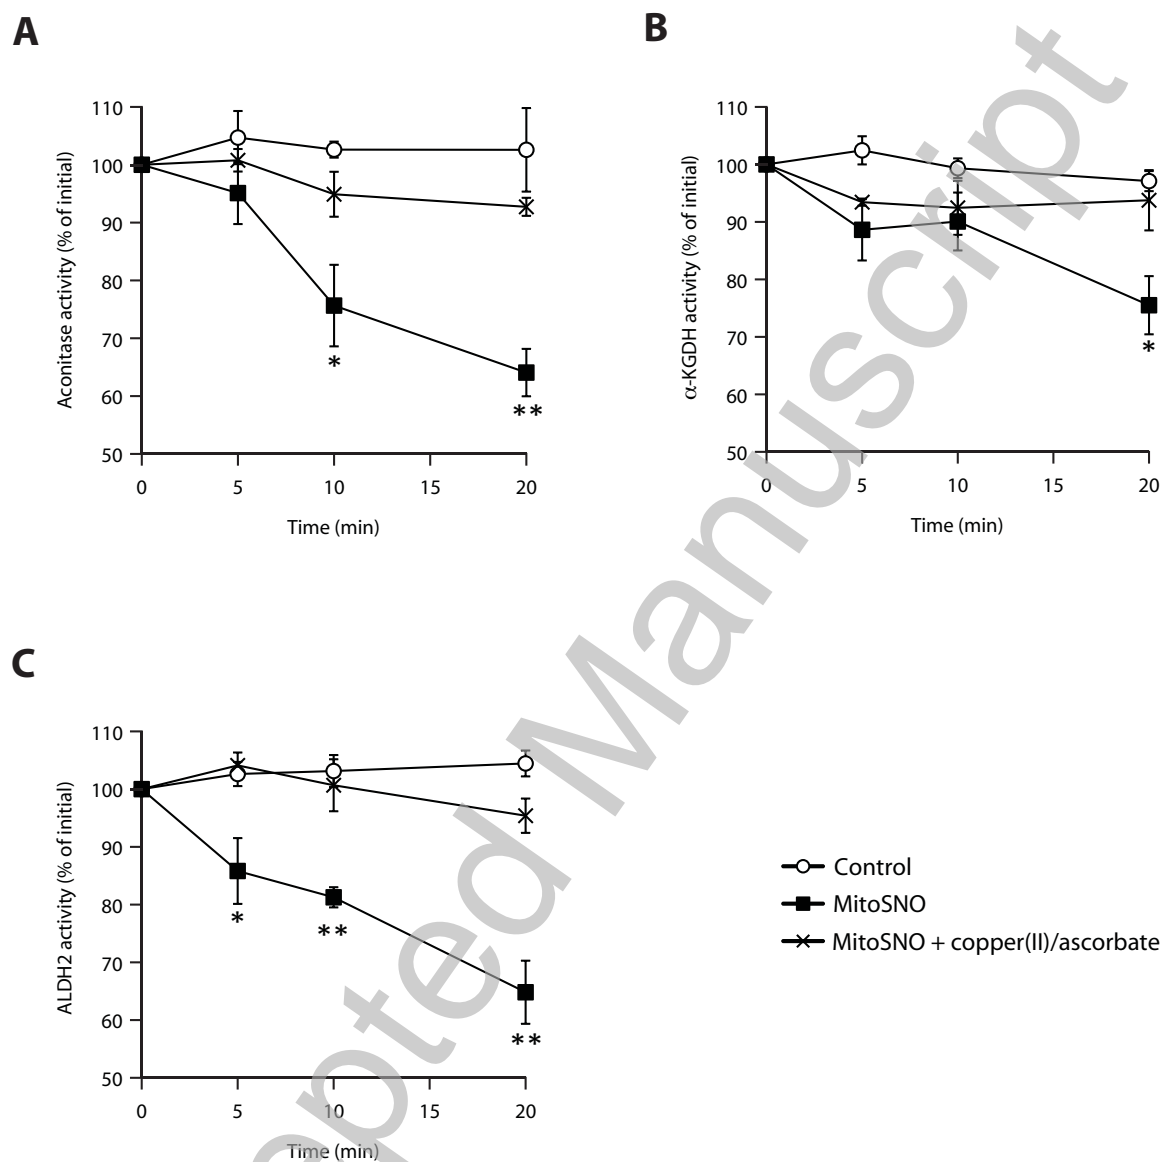 A
110
100
90
80
70
60
50
Aconitase activity (% of initial)
*
**
0 5 10 15 20
Time (min)
B
110
100
90
80
70
60
50
α-KGDH activity (% of initial)
*
0 5 10 15 20
Time (min)
C
110
100
90
80
70
60
50
ALDH2 activity (% of initial)
*
**
**
0 5 10 15 20
Time (min)
Control
MitoSNO
MitoSNO + copper(II)/ascorbate
epted Manuscript